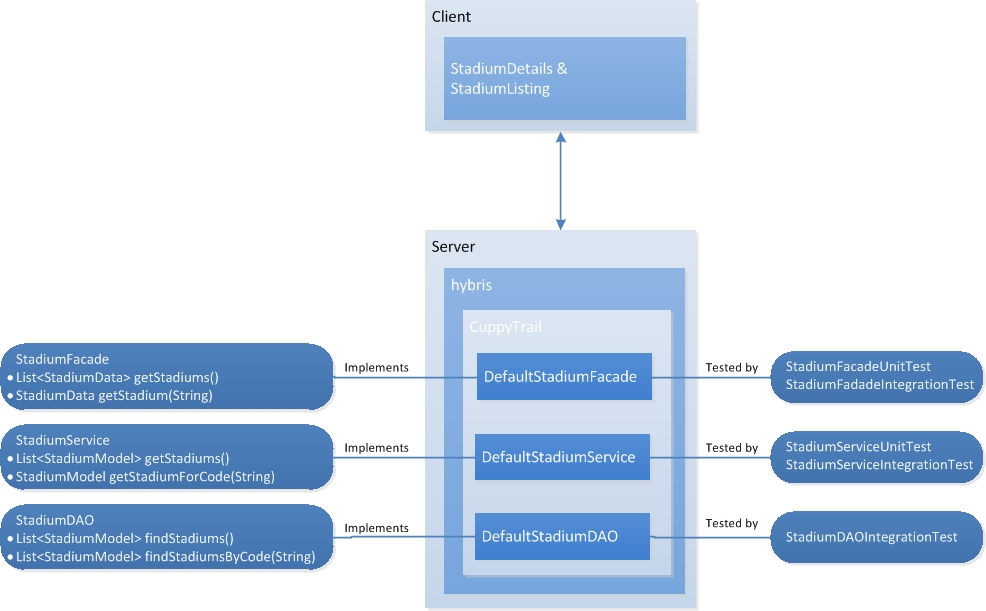 Client
StadiumDetails &
StadiumListing
Server
hybris
CuppyTrail
StadiumFacade
• List<StadiumData> getStadiums()
• StadiumData getStadium(String)
Implements
DefaultStadiumFacade
Tested by
StadiumFacadeUnitTest
StadiumFadadeIntegrationTest
StadiumService
• List<StadiumModel> getStadiums()
• StadiumModel getStadiumForCode(String)
Implements
DefaultStadiumService
Tested by
StadiumServiceUnitTest
StadiumServiceIntegrationTest
StadiumDAO
• List<StadiumModel> findStadiums()
• List<StadiumModel> findStadiumsByCode(String)
Implements
DefaultStadiumDAO
Tested by
StadiumDAOIntegrationTest